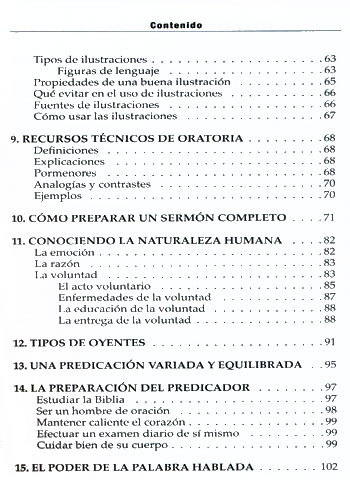 Contenido
Tipos de ilustraciones . . . . . . . . . . . . . . . . . . . . 63
Figuras de lenguaje . . . . . . . . . . . . . . . . . . . . 63
Propiedades de una buena ilustración . . . . . . . . . . 65
Qué evitar en el uso de ilustraciones . . . . . . . . . . . 66
Fuentes de ilustraciones . . . . . . . . . . . . . . . . . . 66
Cómo usar las ilustraciones . . . . . . . . . . . . . . . . 67
9. RECURSOS TÉCNICOS DE ORATORIA . . . . . . . . 68
Definiciones . . . . . . . . . . . . . . . . . . . . . . . . 68
Explicaciones . . . . . . . . . . . . . . . . . . . . . . . 68
Pormenores . . . . . . . . . . . . . . . . . . . . . . . . 68
Analogías y contrastes . . . . . . . . . . . . . . . . . . 70
Ejemplos . . . . . . . . . . . . . . . . . . . . . . . . . 70
10. CÓMO PREPARAR UN SERMÓN COMPLETO . . . . 71
11. CONOCIENDO LA NATURALEZA HUMANA . . . . 82
La emoción . . . . . . . . . . . . . . . . . . . . . . . . 82
La razón . . . . . . . . . . . . . . . . . . . . . . . . . 83
La voluntad . . . . . . . . . . . . . . . . . . . . . . . . 83
El acto voluntario . . . . . . . . . . . . . . . . . . . . 85
Enfermedades de la voluntad . . . . . . . . . . . . . . 87
La educación de la voluntad . . . . . . . . . . . . . . 88
La entrega de la voluntad . . . . . . . . . . . . . . . . 88
12. TIPOS DE OYENTES . . . . . . . . . . . . . . . . . . 91
13. UNA PREDICACIÓN VARIADA Y EQUILIBRADA . . 95
14. LA PREPARACIÓN DEL PREDICADOR . . . . . . . 97
Estudiar la Biblia . . . . . . . . . . . . . . . . . . . . . 97
Ser un hombre de oración . . . . . . . . . . . . . . . . 98
Mantener caliente el corazón . . . . . . . . . . . . . . . 99
Efectuar un examen diario de sí mismo . . . . . . . . . 99
Cuidar bien de su cuerpo . . . . . . . . . . . . . . . . . 99
15. EL PODER DE LA PALABRA HABLADA . . . . . . . 102